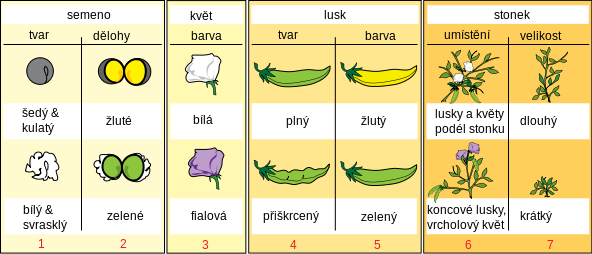 semeno květ lusk stonek
tvar dělohy barva tvar barva umístění velikost
šedý & kulatý žluté bílá plný žlutý lusky a květy podél stonku dlouhý
bílý & svrasklý zelené fialová přiškrcený zelený koncové lusky, vrcholový květ krátký
1 2 3 4 5 6 7